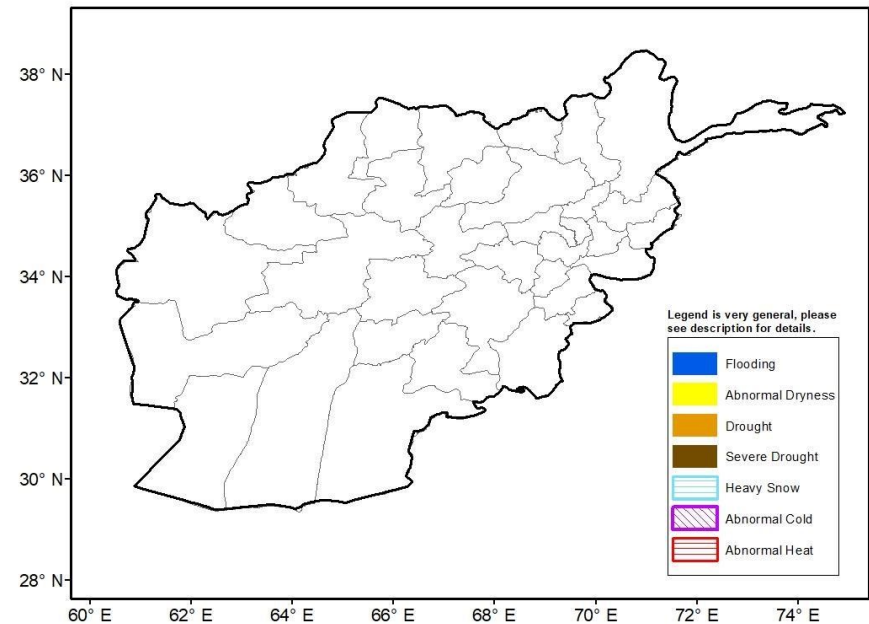 38° N
36° N
34° N
32° N
30° N
28° N
Legend is very general, please
see description for details.
Flooding
Abnormal Dryness
Drought
Severe Drought
Heavy Snow
Abnormal Cold
Abnormal Heat
60° E 62° E 64° E 66° E 68° E 70° E 72° E 74° E